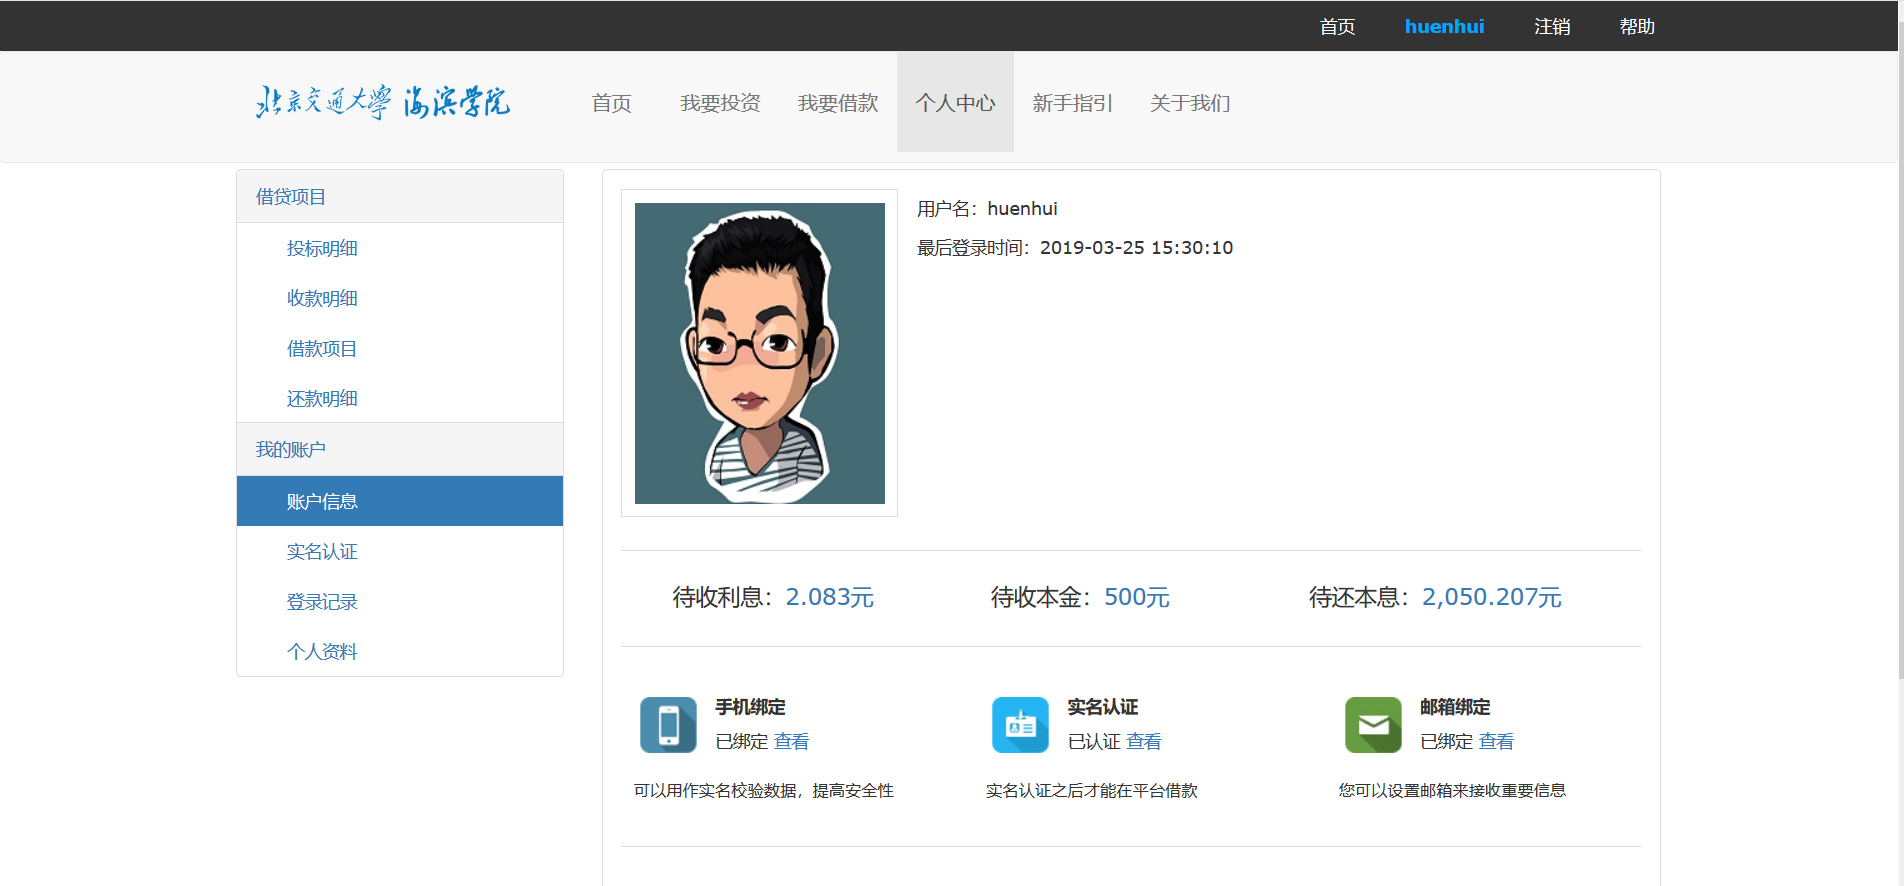 首页 huenhui 注销 帮助
北京交通大學 海滨学院 首页 我要投资 我要借款 个人中心 新手指引 关于我们
借贷项目
投标明细
收款明细
借款项目
还款明细
我的账户
账户信息
实名认证
登录记录
个人资料
用户名：huenhui
最后登录时间：2019-03-25 15:30:10
待收利息：2.083元 待收本金：500元 待还本息：2,050.207元
手机绑定
已绑定 查看
可以用作实名校验数据，提高安全性
实名认证
已认证 查看
实名认证之后才能在平台借款
邮箱绑定
已绑定 查看
您可以设置邮箱来接收重要信息